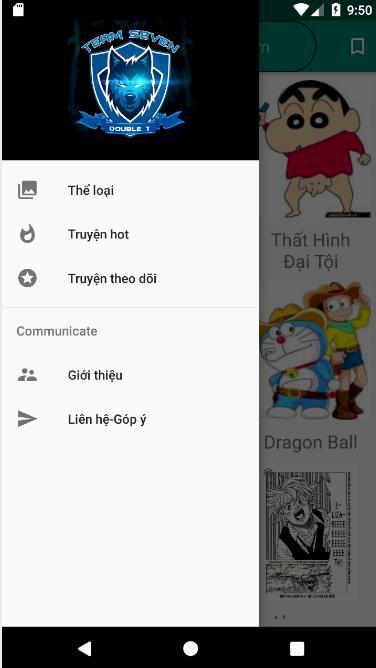 9:50
TEAM SEVEN
DOUBLE T
m
Thể loại
Truyện hot
Truyện theo dõi
Communicate
Giới thiệu
Liên hệ-Góp ý
Thất Hình
Đại Tội
Dragon Ball